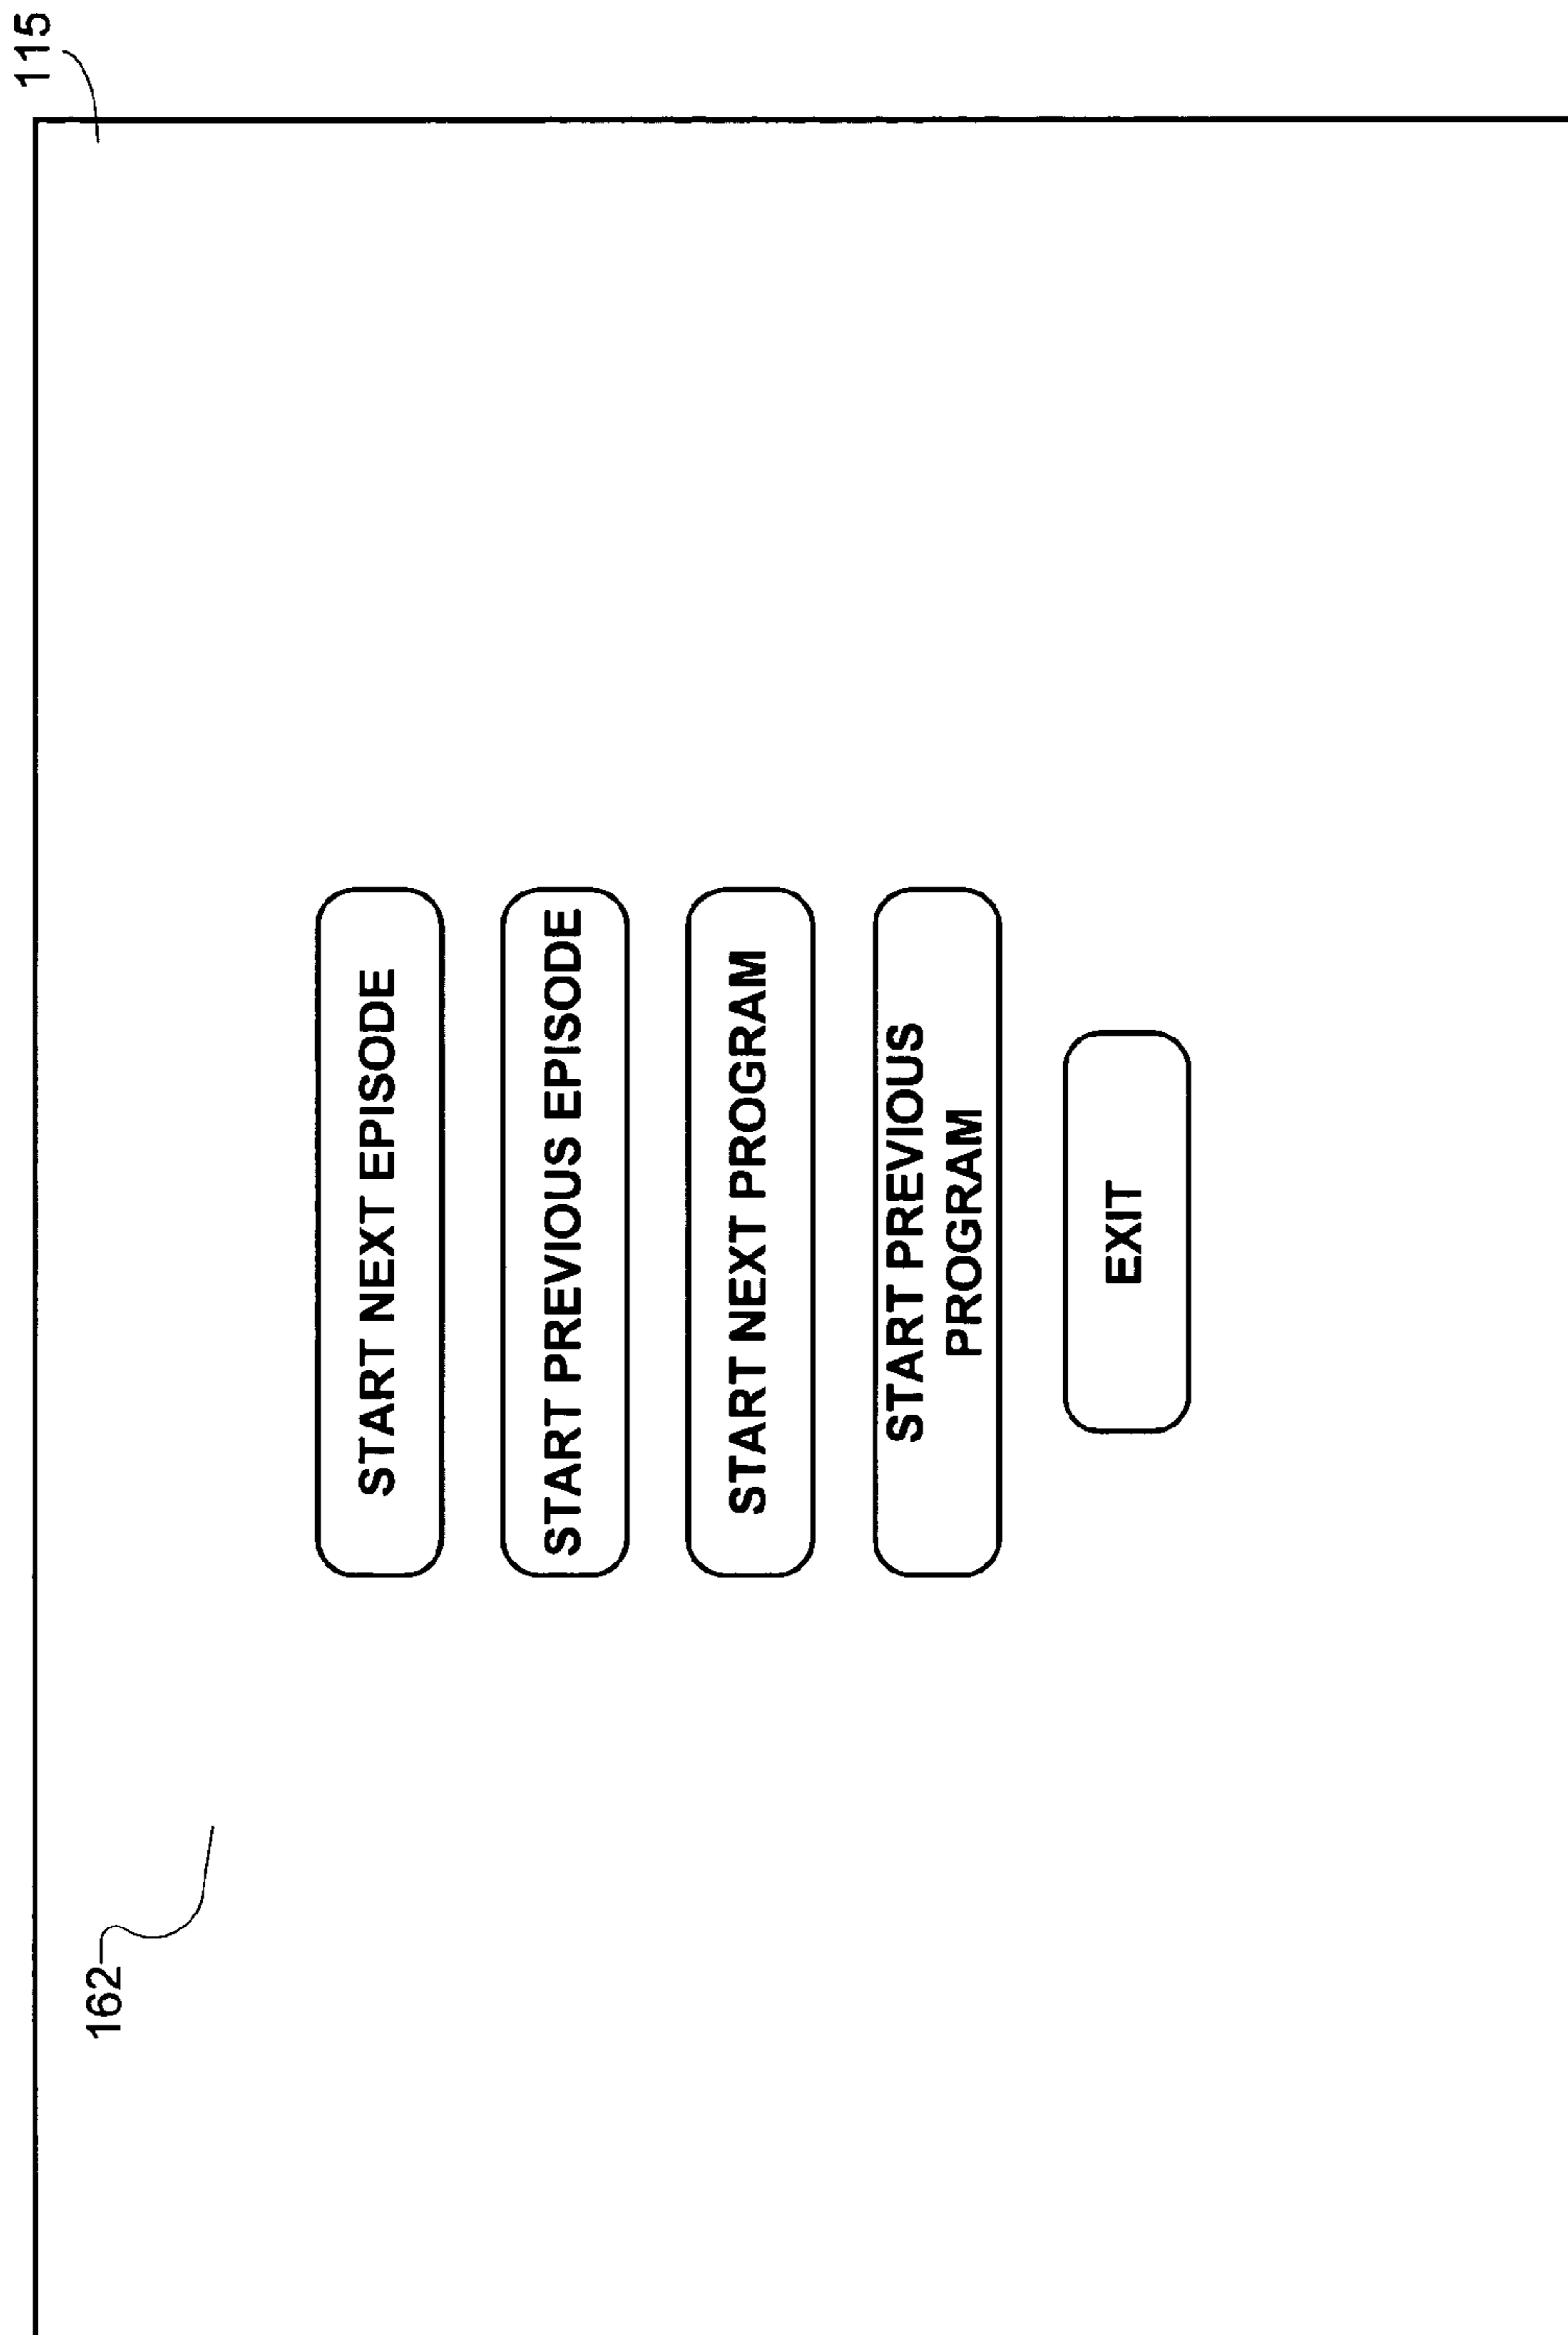 115
162
START NEXT EPISODE
START PREVIOUS EPISODE
START NEXT PROGRAM
START PREVIOUS
PROGRAM
EXIT